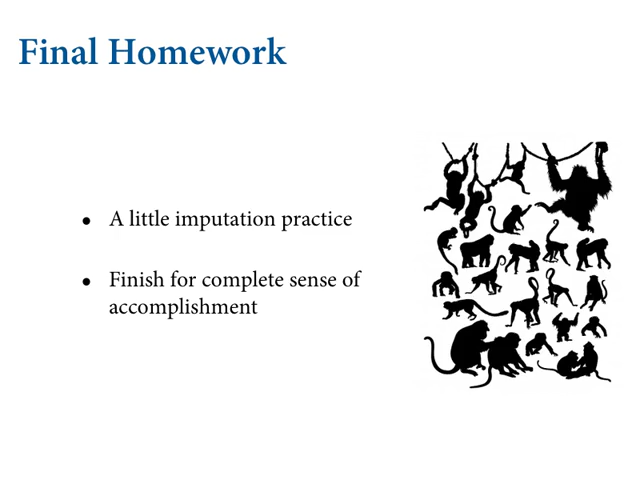 Final Homework
• A little imputation practice
• Finish for complete sense of
accomplishment